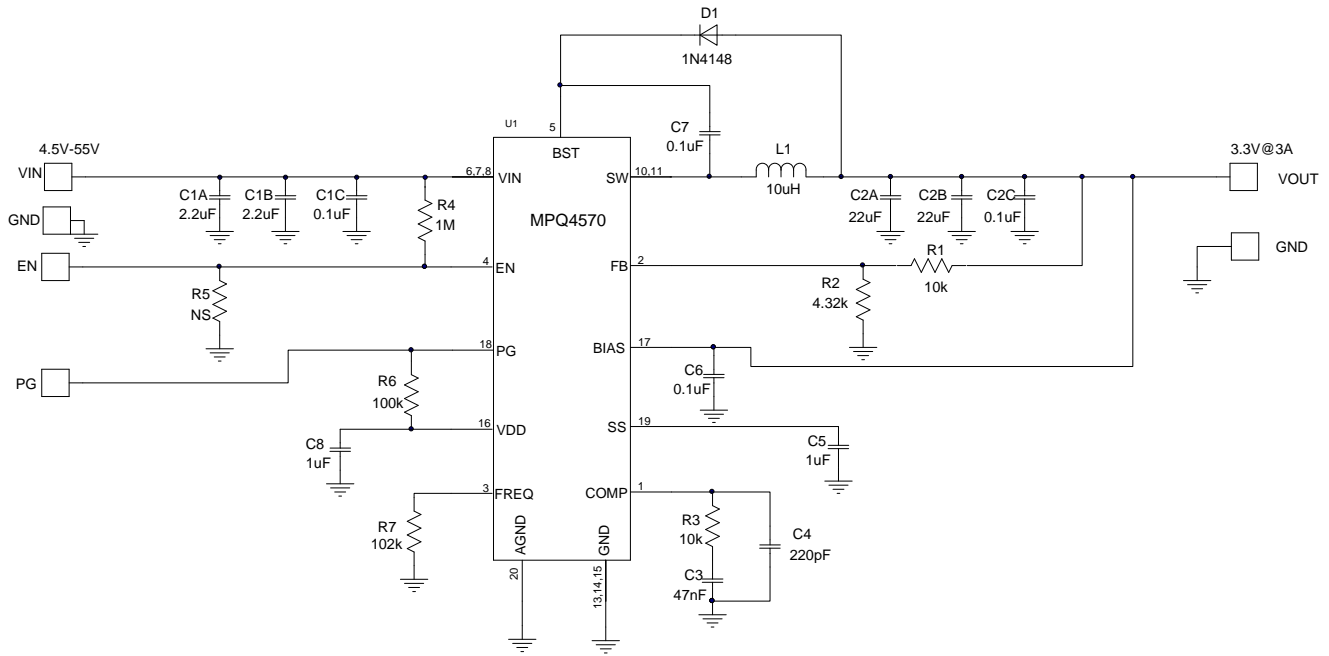 D1
1N4148
U1
5
BST
C7
0.1uF
L1
10uH
4.5V-55V
VIN
6,7,8
VIN
SW
10,11
3.3V@3A
VOUT
C1A
2.2uF
C1B
2.2uF
C1C
0.1uF
R4
1M
MPQ4570
C2A
22uF
C2B
22uF
C2C
0.1uF
GND
GND
EN
4
EN
FB
2
R1
10k
R5
NS
R2
4.32k
18
PG
BIAS
17
PG
R6
100k
C6
0.1uF
16
VDD
SS
19
C8
1uF
C5
1uF
3
FREQ
COMP
1
R7
102k
AGND
GND
R3
10k
C4
220pF
20
13,14,15
C3
47nF